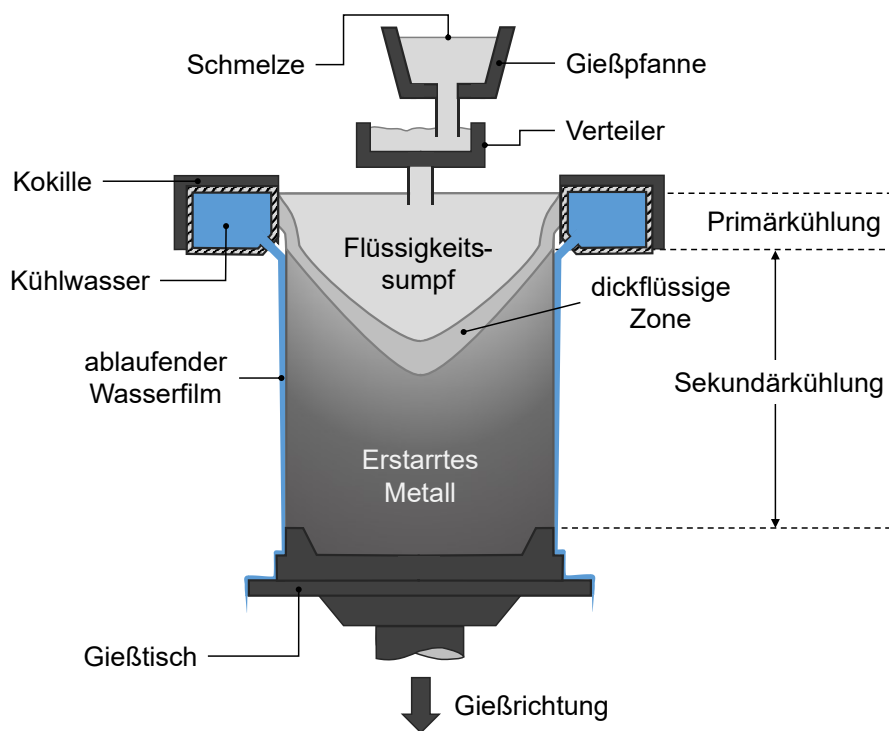 Schmelze
Gießpfanne
Verteiler
Kokille
Primärkühlung
Flüssigkeits-
sumpf
Kühlwasser
dickflüssige
Zone
ablaufender
Wasserfilm
Sekundärkühlung
Erstarrtes
Metall
Gießtisch
Gießrichtung